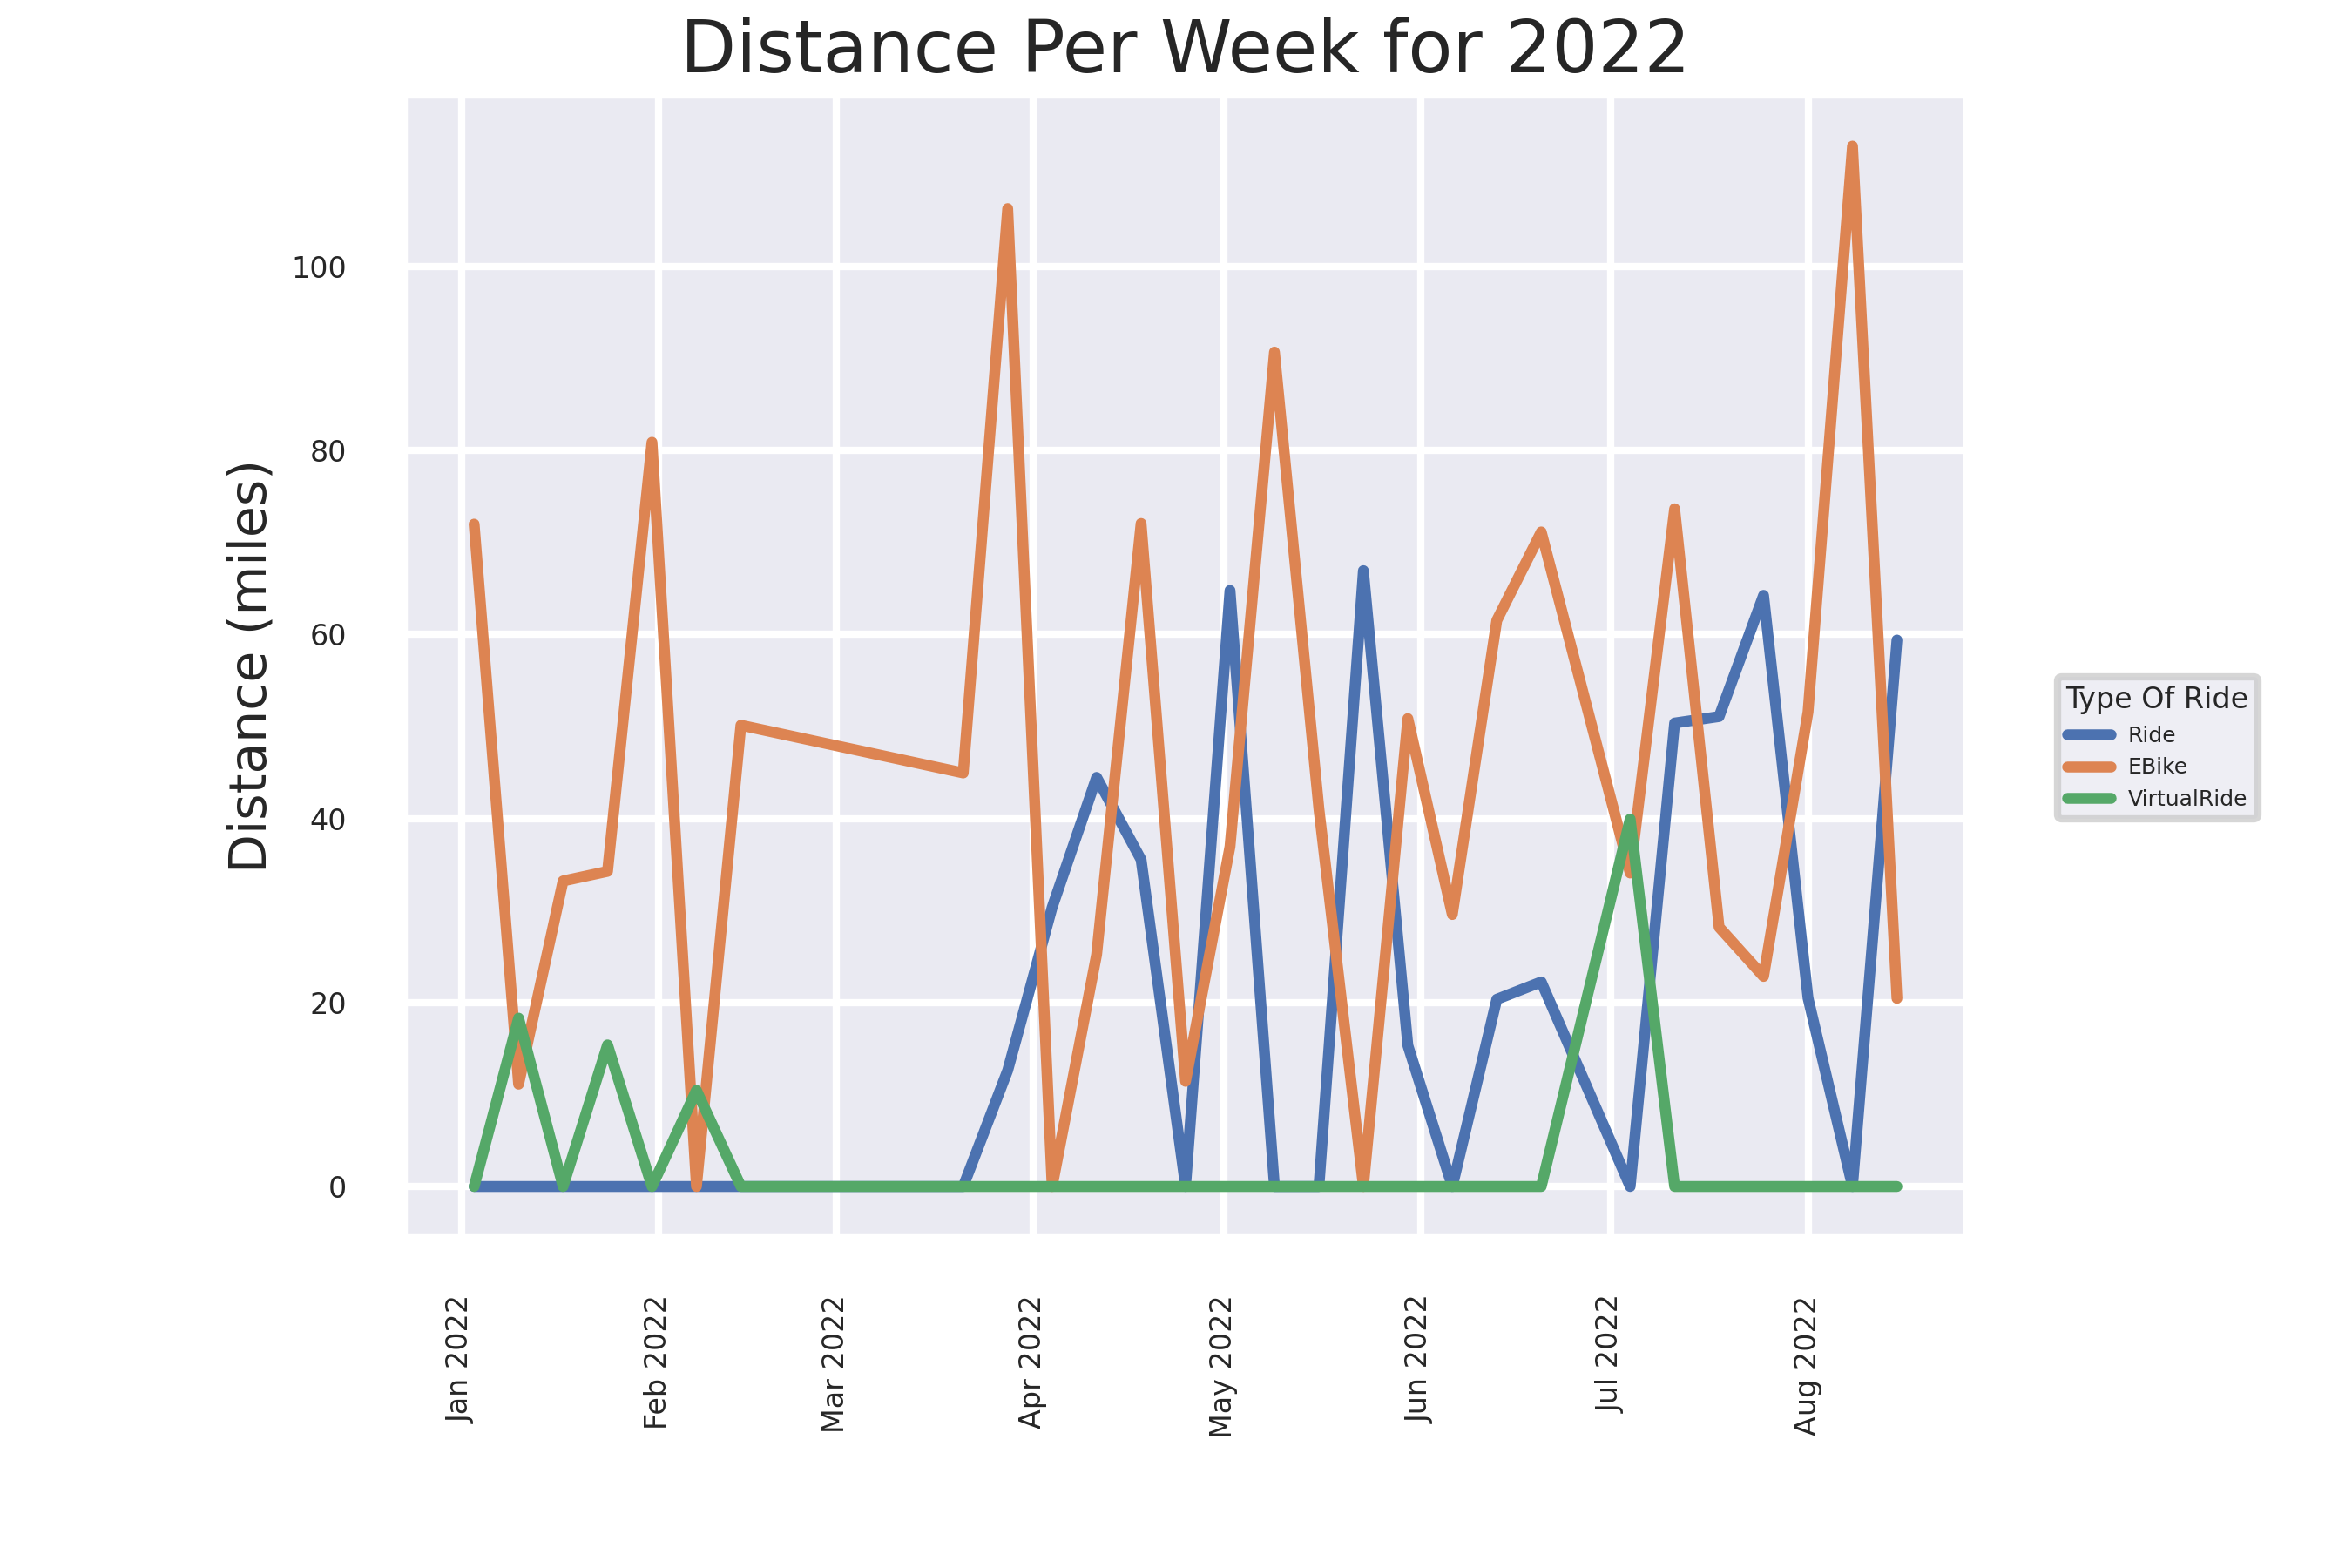 Distance Per Week for 2022
Distance (miles)
100
80
60
40
20
0
Jan 2022
Feb 2022
Mar 2022
Apr 2022
May 2022
Jun 2022
Jul 2022
Aug 2022
Type Of Ride
Ride
EBike
VirtualRide